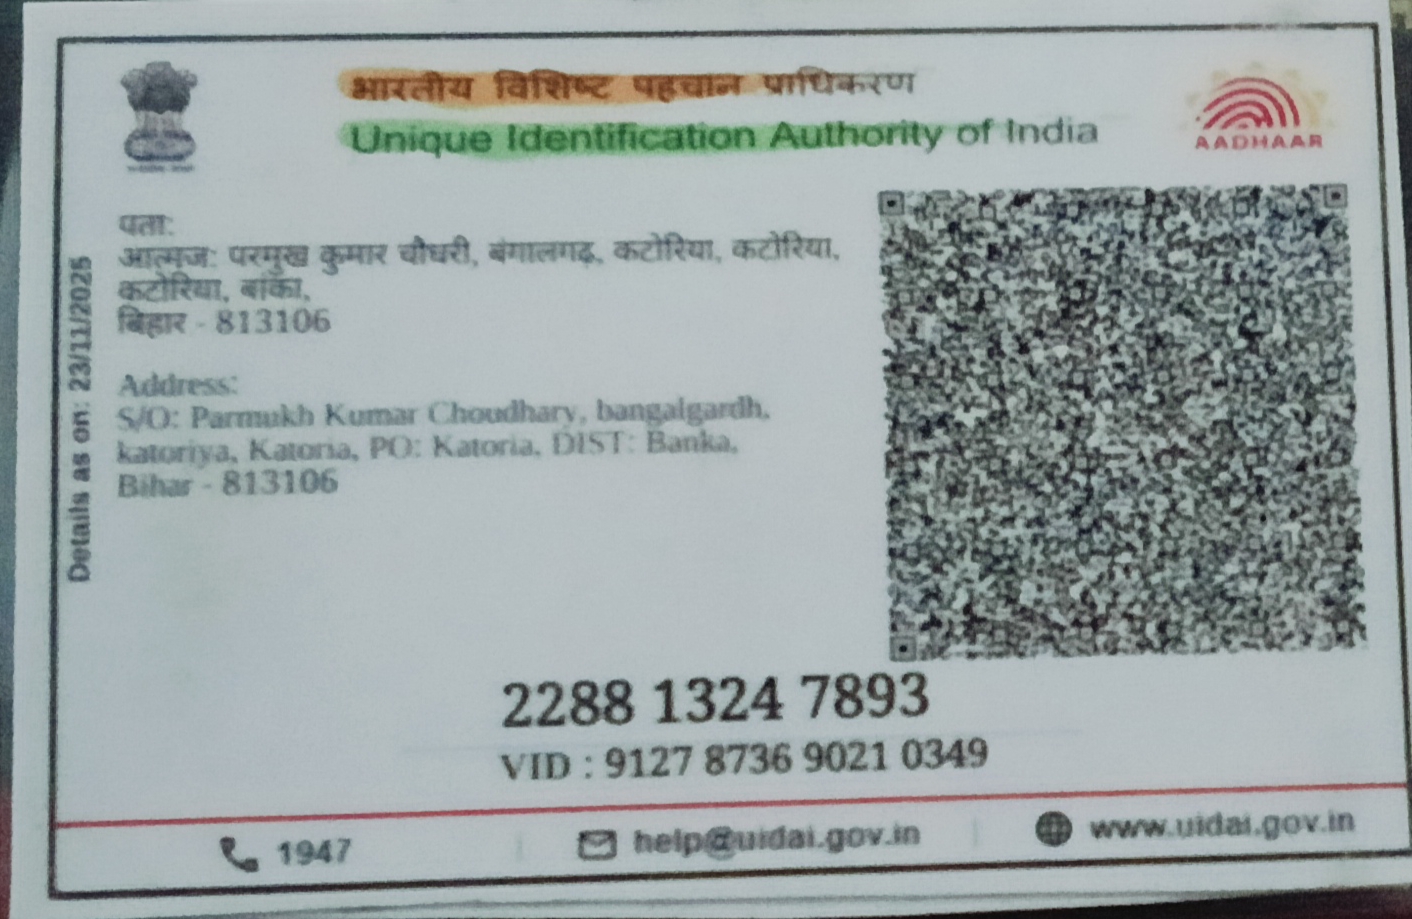 भारतीय विशिष्ट पहचान प्राधिकरण
Unique Identification Authority of India
AADHAAR
Details as on: 23/11/2025
पता:
आत्मज: परमुख कुमार चौधरी, बंगालगढ़, कटोरिया, कटोरिया,
कटोरिया, बांका,
बिहार - 813106
Address:
S/O: Parmukh Kumar Choudhary, bangalgardh,
katoriya, Katoria, PO: Katoria, DIST: Banka,
Bihar - 813106
2288 1324 7893
VID : 9127 8736 9021 0349
1947
help@uidai.gov.in
www.uidai.gov.in